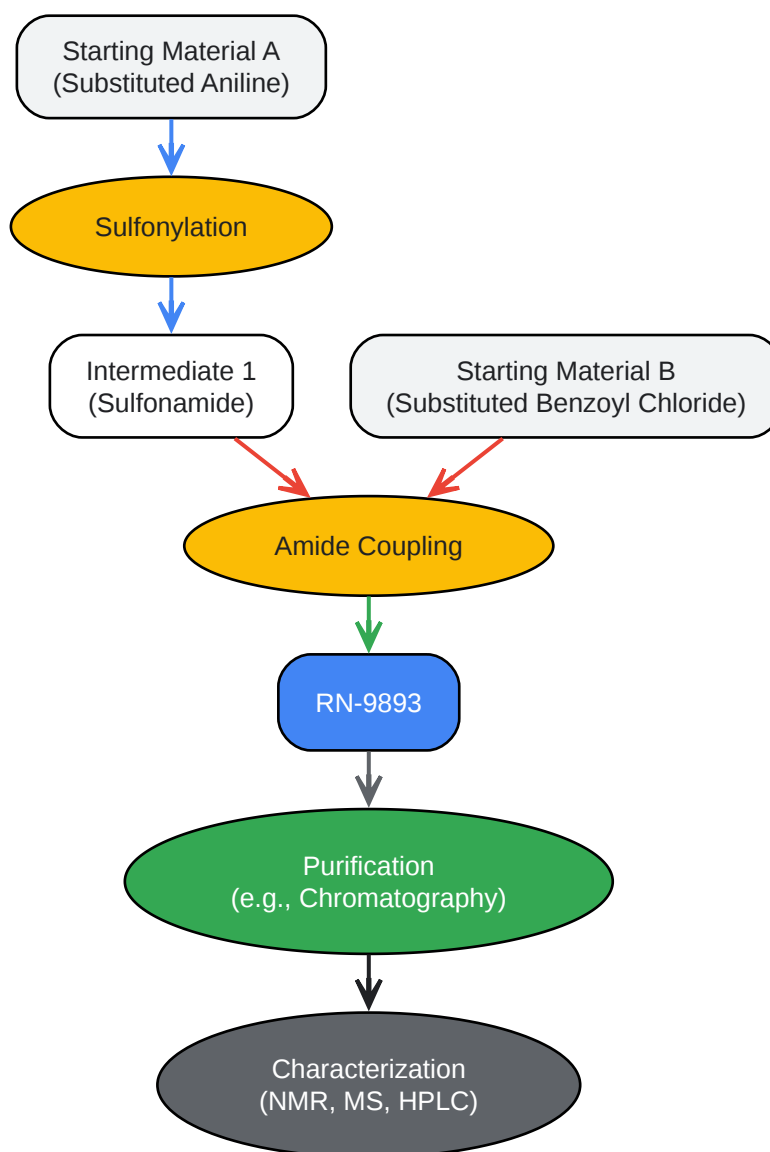 Starting Material A
(Substituted Aniline)
Sulfonylation
Intermediate 1
(Sulfonamide)
Starting Material B
(Substituted Benzoyl Chloride)
Amide Coupling
RN-9893
Purification
(e.g., Chromatography)
Characterization
(NMR, MS, HPLC)